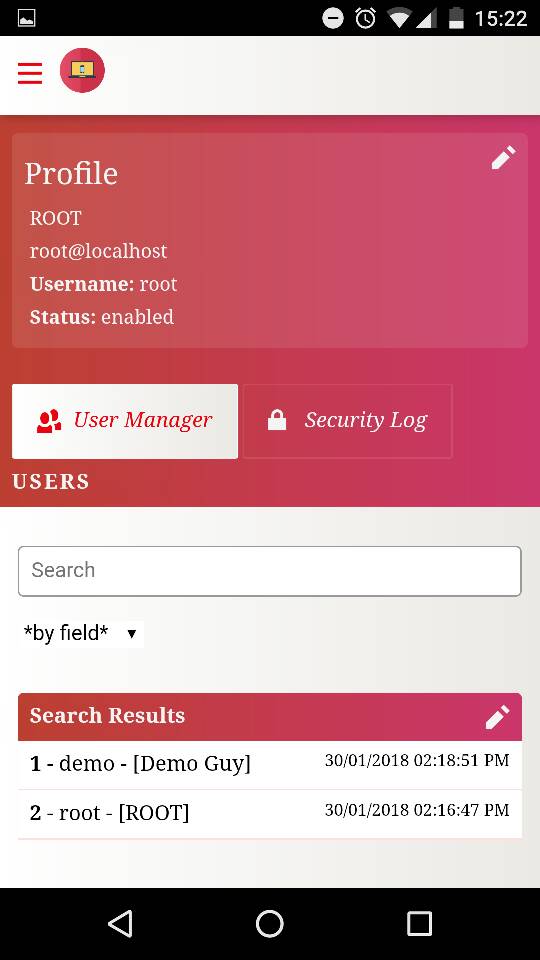 15:22
Profile
ROOT
root@localhost
Username: root
Status: enabled
User Manager
Security Log
USERS
Search
*by field* ▼
Search Results
1 - demo - [Demo Guy] 30/01/2018 02:18:51 PM
2 - root - [ROOT] 30/01/2018 02:16:47 PM